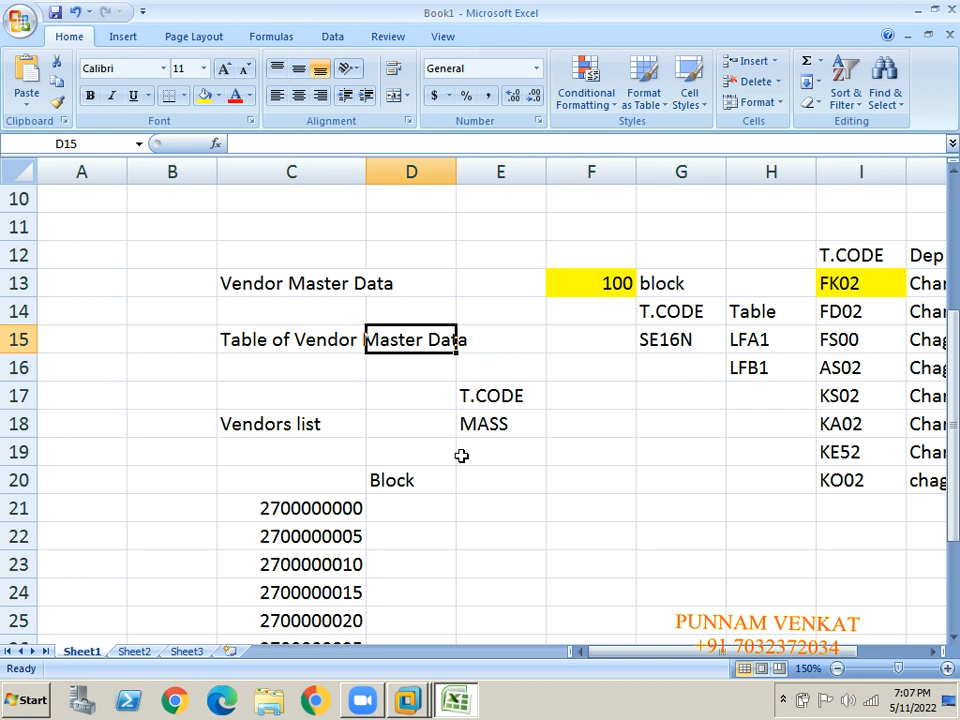 Book1 - Microsoft Excel
Home Insert Page Layout Formulas Data Review View
Paste Calibri 11 A A General Conditional Formatting Format as Table Cell Styles Insert Delete Format Sort & Filter Find & Select
B I U A $ % , .0 .00 .00 .0 Σ
Clipboard Font Alignment Number Styles Cells Editing
D15 fx
A B C D E F G H I
10
11
12 T.CODE Dep
13 Vendor Master Data 100 block FK02 Char
14 T.CODE Table FD02 Char
15 Table of Vendor Master Data SE16N LFA1 FS00 Chag
16 LFB1 AS02 Chag
17 T.CODE KS02 Char
18 Vendors list MASS KA02 Char
19 KE52 Char
20 Block KO02 chag
21 2700000000
22 2700000005
23 2700000010
24 2700000015
25 2700000020
PUNNAM VENKAT
+91 7032372034
Sheet1 Sheet2 Sheet3
Ready 150%
Start 7:07 PM
5/11/2022